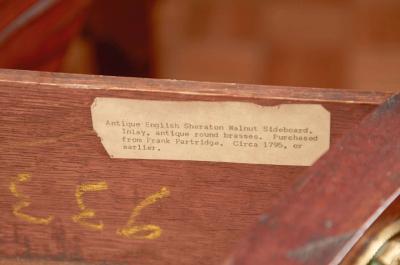 Antique English Sheraton Walnut Sideboard.
Inlay, antique round brasses. Purchased
from Frank Partridge. Circa 1795, or
earlier.